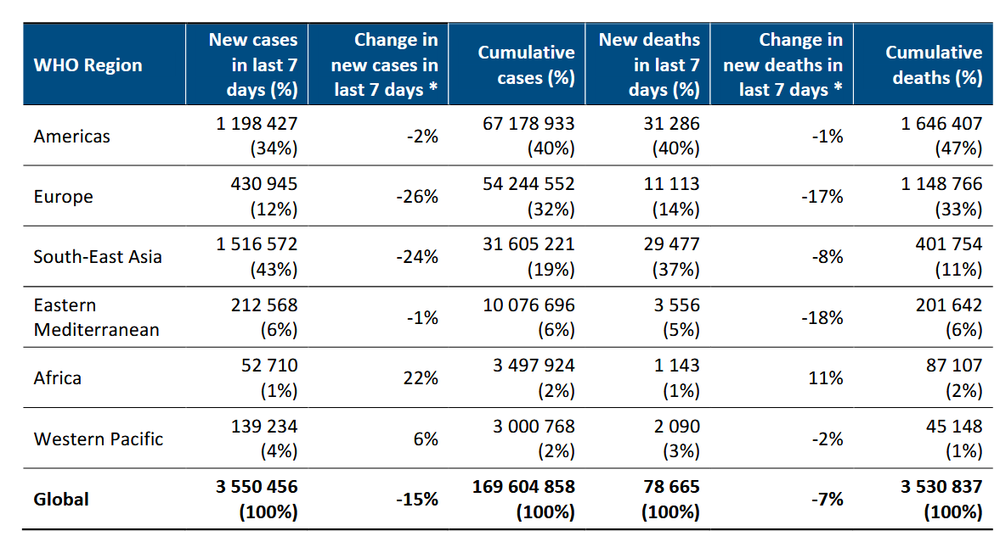 WHO Region
New cases
in last 7
days (%)
Change in
new cases in
last 7 days *
Cumulative
cases (%)
New deaths
in last 7
days (%)
Change in
new deaths in
last 7 days *
Cumulative
deaths (%)
Americas
1 198 427
(34%)
-2%
67 178 933
(40%)
31 286
(40%)
-1%
1 646 407
(47%)
Europe
430 945
(12%)
-26%
54 244 552
(32%)
11 113
(14%)
-17%
1 148 766
(33%)
South-East Asia
1 516 572
(43%)
-24%
31 605 221
(19%)
29 477
(37%)
-8%
401 754
(11%)
Eastern
Mediterranean
212 568
(6%)
-1%
10 076 696
(6%)
3 556
(5%)
-18%
201 642
(6%)
Africa
52 710
(1%)
22%
3 497 924
(2%)
1 143
(1%)
11%
87 107
(2%)
Western Pacific
139 234
(4%)
6%
3 000 768
(2%)
2 090
(3%)
-2%
45 148
(1%)
Global
3 550 456
(100%)
-15%
169 604 858
(100%)
78 665
(100%)
-7%
3 530 837
(100%)